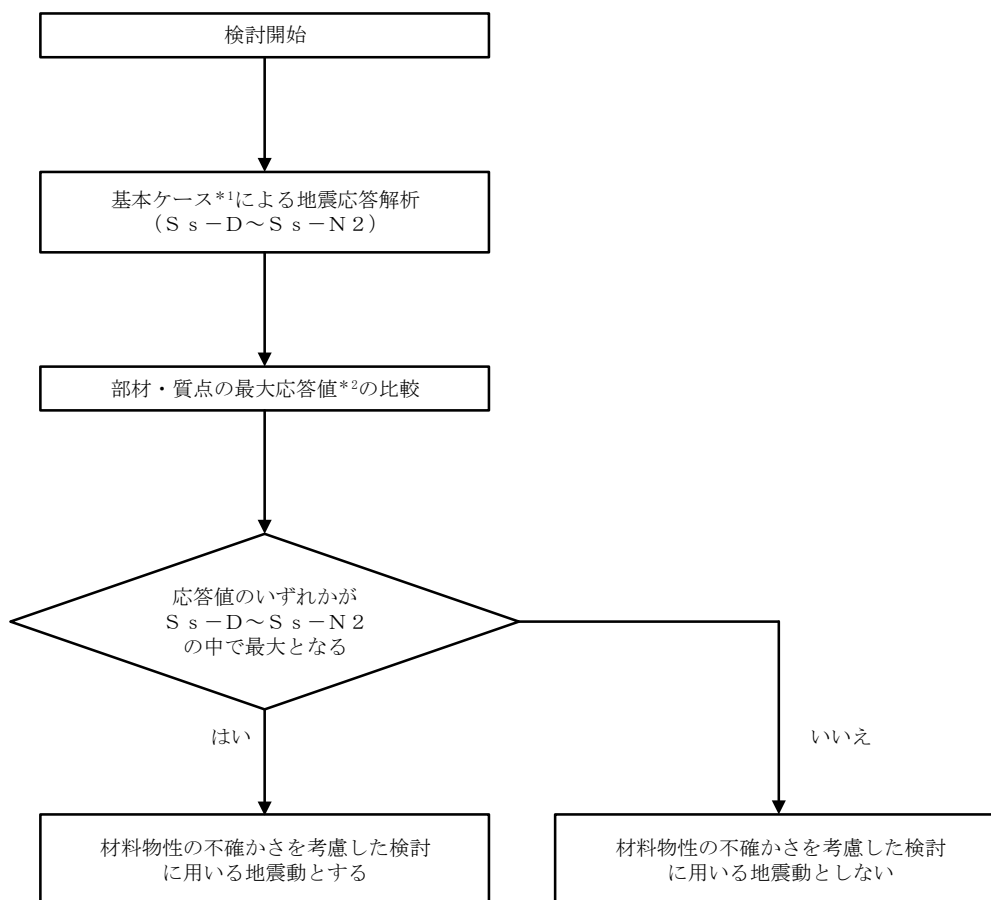 検討開始
基本ケース*1による地震応答解析
(Ss-D~Ss-N2)
部材・質点の最大応答値*2の比較
応答値のいずれかが
Ss-D~Ss-N2
の中で最大となる
はい
いいえ
材料物性の不確かさを考慮した検討
に用いる地震動とする
材料物性の不確かさを考慮した検討
に用いる地震動としない